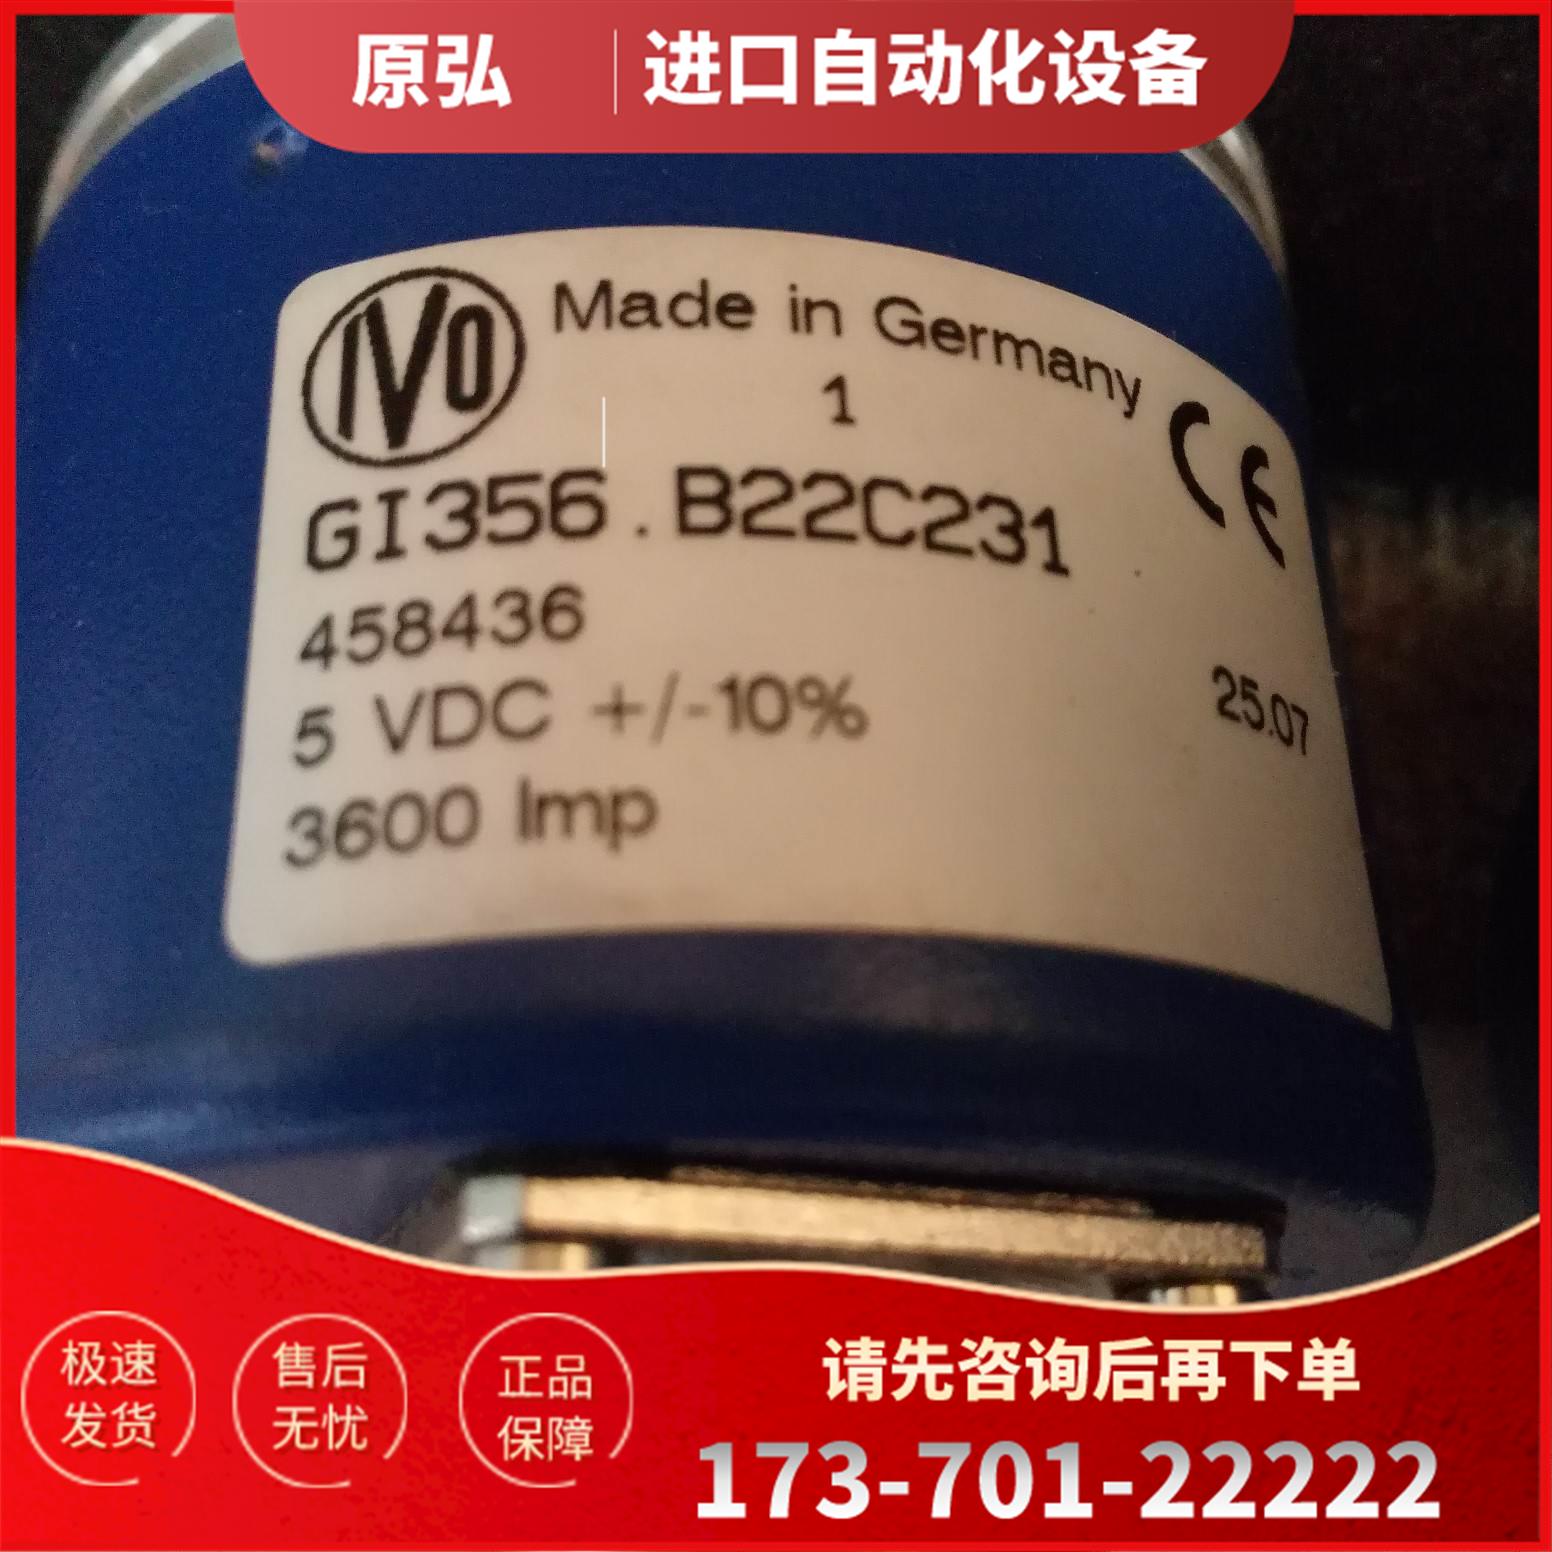 原弘 进口自动化设备
IVO Made in Germany
1
CE
GI356.B22C231
458436
5 VDC +/-10% 25.07
3600 Imp
极速
发货
售后
无忧
正品
保障
请先咨询后再下单
173-701-22222